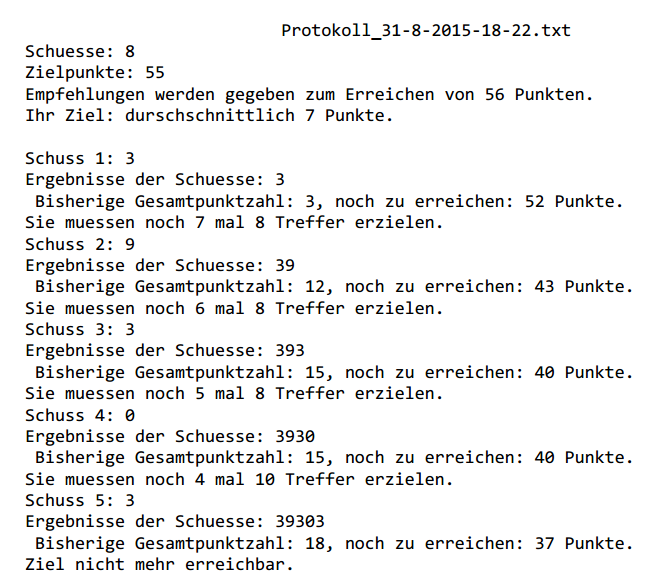 Protokoll_31-8-2015-18-22.txt
Schuesse: 8
Zielpunkte: 55
Empfehlungen werden gegeben zum Erreichen von 56 Punkten.
Ihr Ziel: durschschnittlich 7 Punkte.
Schuss 1: 3
Ergebnisse der Schuesse: 3
Bisherige Gesamtpunktzahl: 3, noch zu erreichen: 52 Punkte.
Sie muessen noch 7 mal 8 Treffer erzielen.
Schuss 2: 9
Ergebnisse der Schuesse: 39
Bisherige Gesamtpunktzahl: 12, noch zu erreichen: 43 Punkte.
Sie muessen noch 6 mal 8 Treffer erzielen.
Schuss 3: 3
Ergebnisse der Schuesse: 393
Bisherige Gesamtpunktzahl: 15, noch zu erreichen: 40 Punkte.
Sie muessen noch 5 mal 8 Treffer erzielen.
Schuss 4: 0
Ergebnisse der Schuesse: 3930
Bisherige Gesamtpunktzahl: 15, noch zu erreichen: 40 Punkte.
Sie muessen noch 4 mal 10 Treffer erzielen.
Schuss 5: 3
Ergebnisse der Schuesse: 39303
Bisherige Gesamtpunktzahl: 18, noch zu erreichen: 37 Punkte.
Ziel nicht mehr erreichbar.